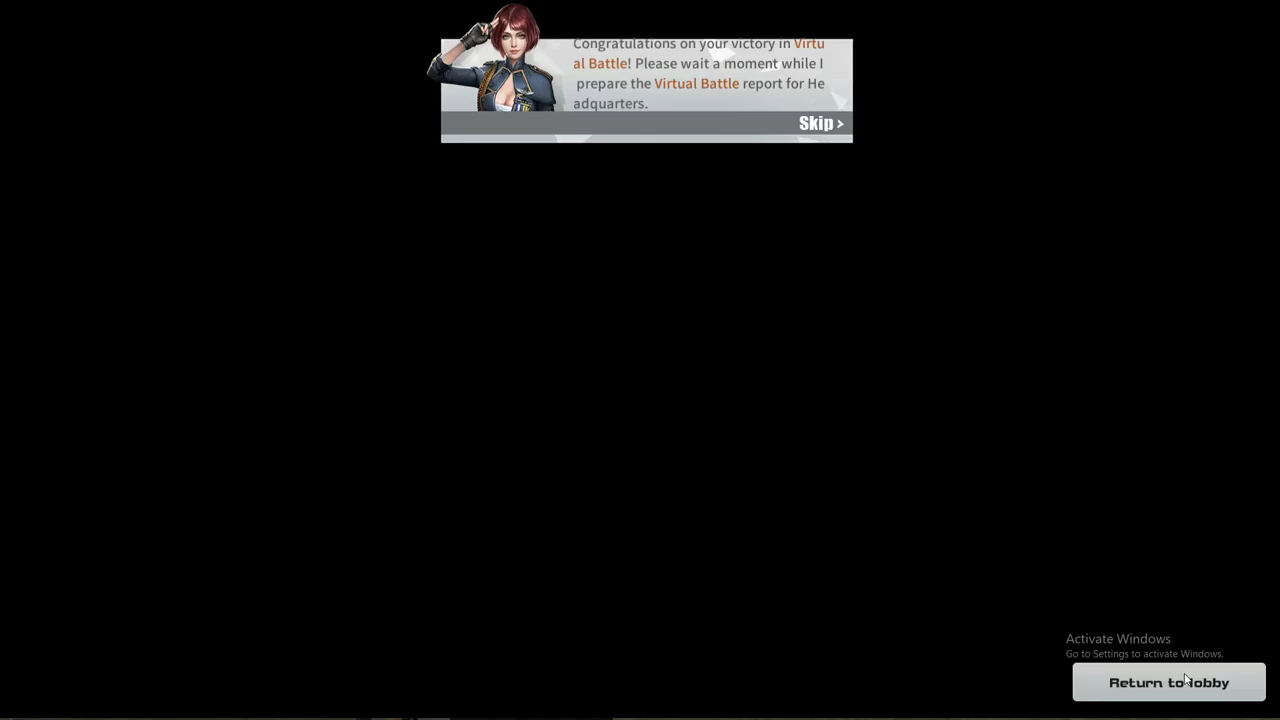 Congratulations on your victory in Virtu
al Battle! Please wait a moment while I
prepare the Virtual Battle report for He
adquarters.
Skip >
Activate Windows
Go to Settings to activate Windows.
Return to lobby